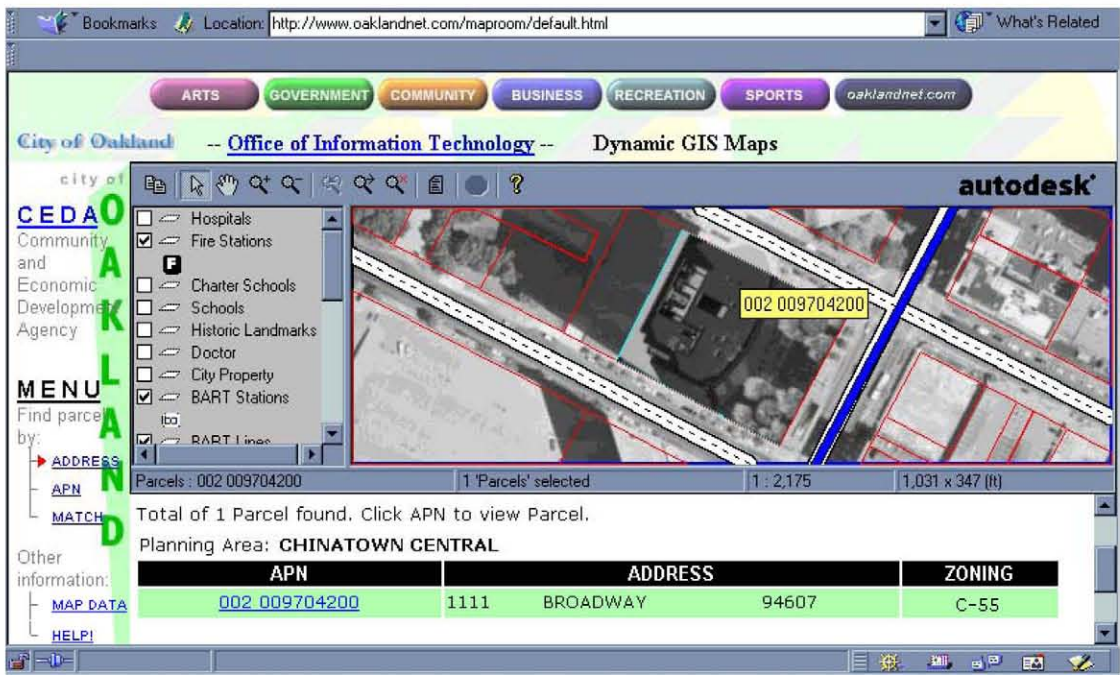 Bookmarks Location: http://www.oaklandnet.com/maproom/default.html What's Related
ARTS GOVERNMENT COMMUNITY BUSINESS RECREATION SPORTS oaklandnet.com
City of Oakland -- Office of Information Technology -- Dynamic GIS Maps
city of
OAKLAND
autodesk
CEDA
Community
and
Economic
Development
Agency
MENU
Find parcel
by:
ADDRESS
APN
MATCH
Other
information:
MAP DATA
HELP!
Hospitals
Fire Stations
F
Charter Schools
Schools
Historic Landmarks
Doctor
City Property
BART Stations
BART Lines
002 009704200
Parcels : 002 009704200 1 'Parcels' selected 1 : 2,175 1,031 x 347 (ft)
Total of 1 Parcel found. Click APN to view Parcel.
Planning Area: CHINATOWN CENTRAL
APN ADDRESS ZONING
002 009704200 1111 BROADWAY 94607 C-55